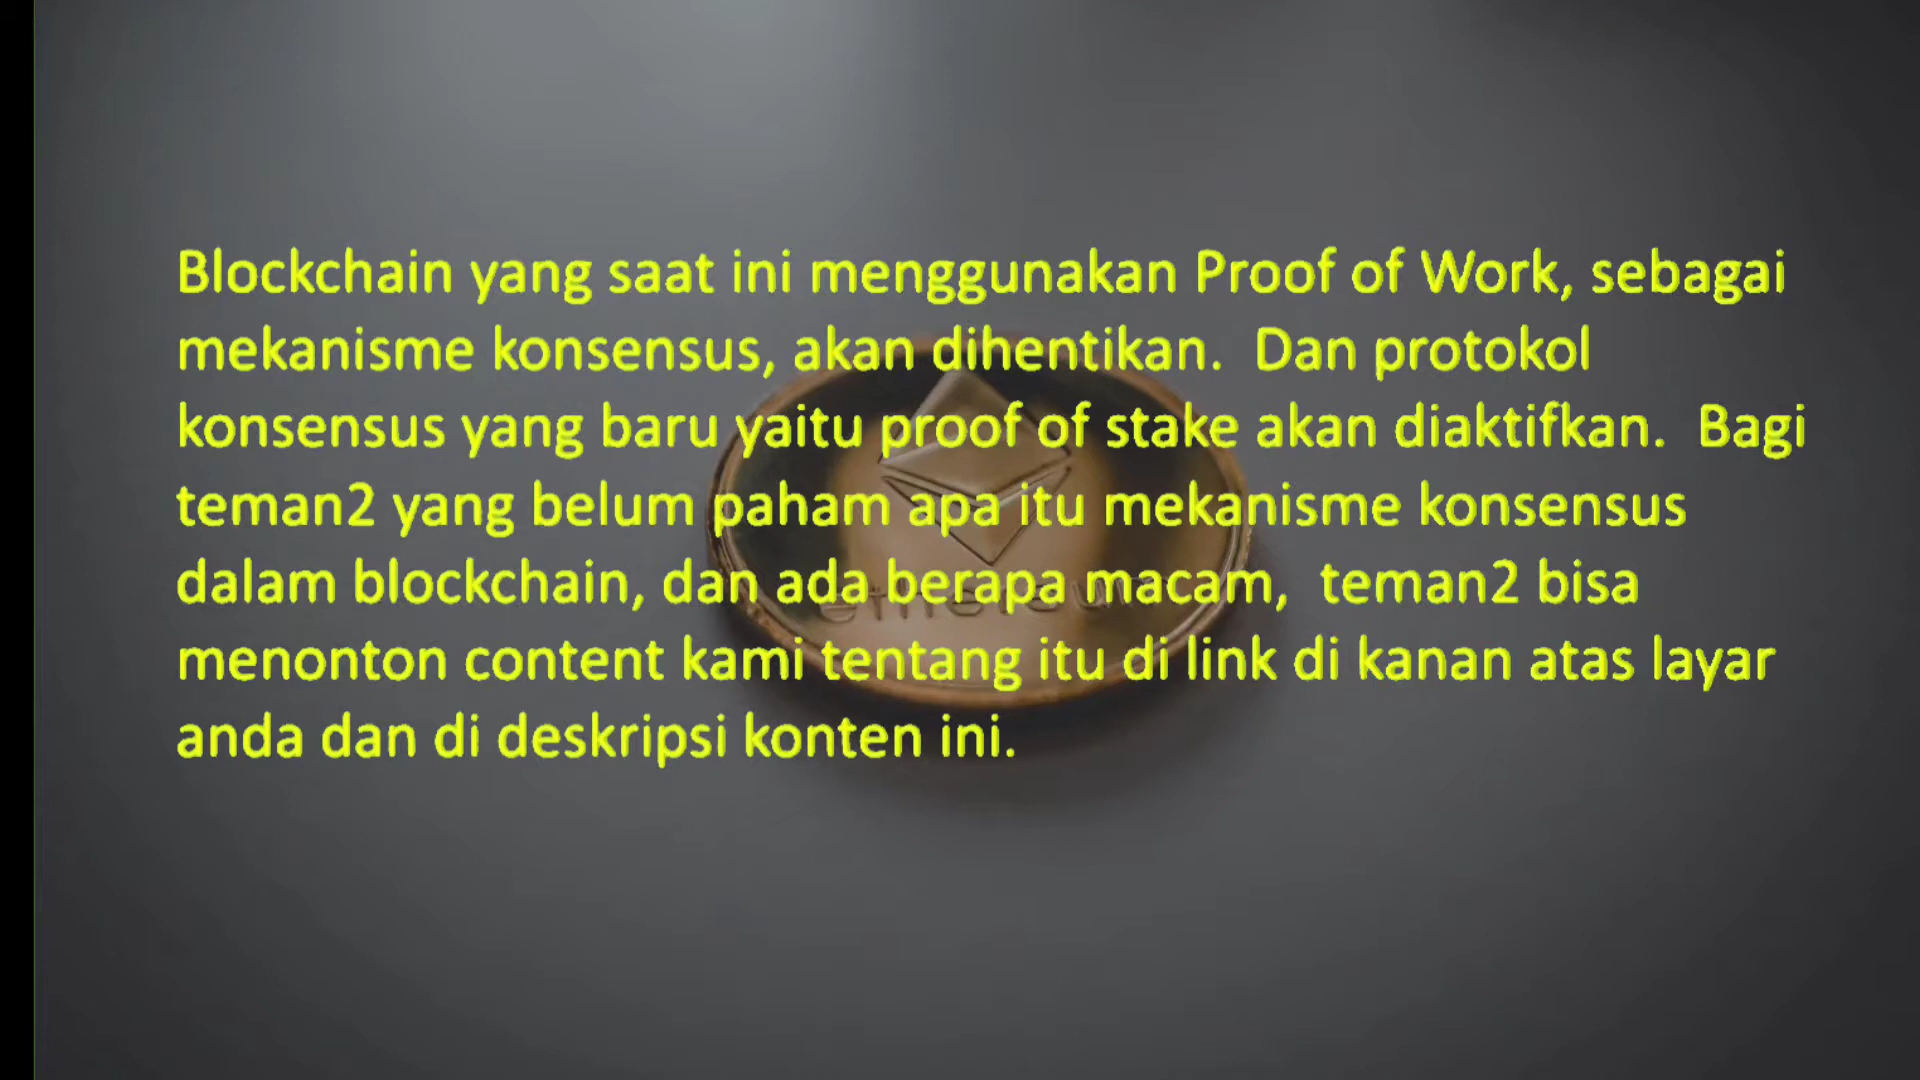 Blockchain yang saat ini menggunakan Proof of Work, sebagai
mekanisme konsensus, akan dihentikan.  Dan protokol
konsensus yang baru yaitu proof of stake akan diaktifkan.  Bagi
teman2 yang belum paham apa itu mekanisme konsensus
dalam blockchain, dan ada berapa macam,  teman2 bisa
menonton content kami tentang itu di link di kanan atas layar
anda dan di deskripsi konten ini.